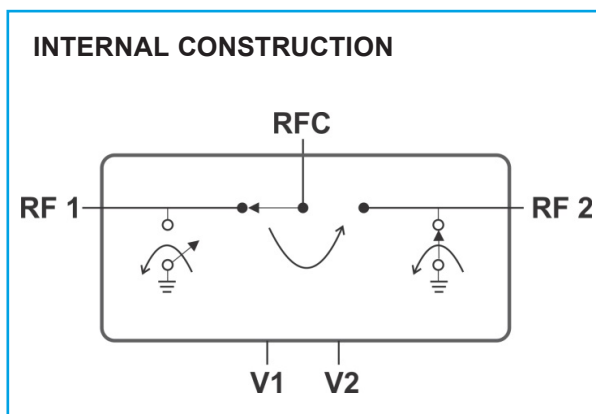 INTERNAL CONSTRUCTION
RFC
RF 1
RF 2
V1
V2